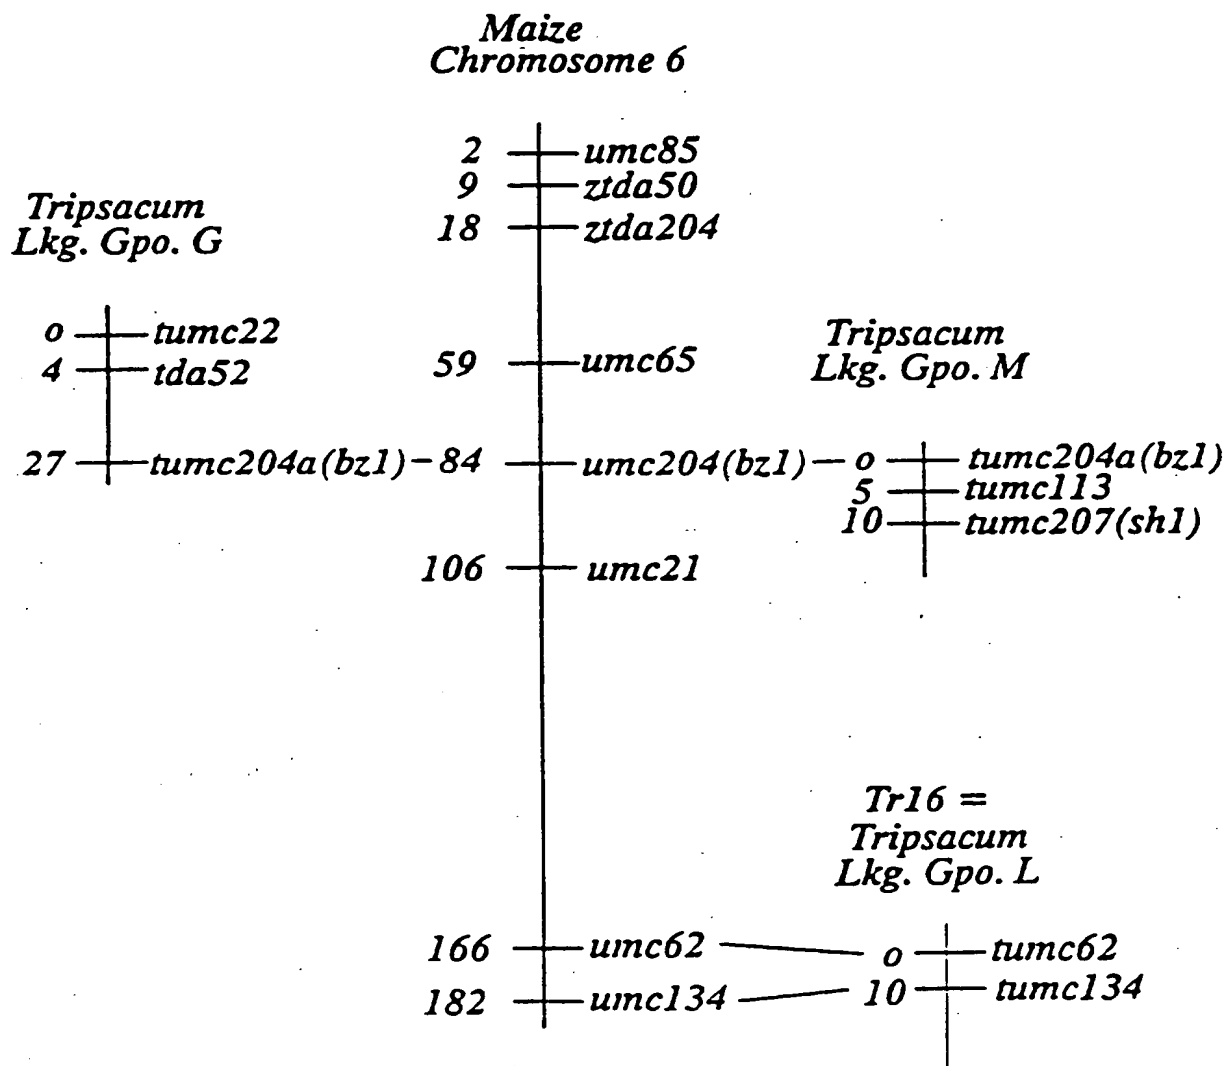 Maize
Chromosome 6
2 umc85
9 ztda50
18 ztda204
59 umc65
84 umc204(bz1)
106 umc21
166 umc62
182 umc134
Tripsacum
Lkg. Gpo. G
o tumc22
4 tda52
27 tumc204a(bz1)
Tripsacum
Lkg. Gpo. M
o tumc204a(bz1)
5 tumc113
10 tumc207(sh1)
Tr16 =
Tripsacum
Lkg. Gpo. L
o tumc62
10 tumc134